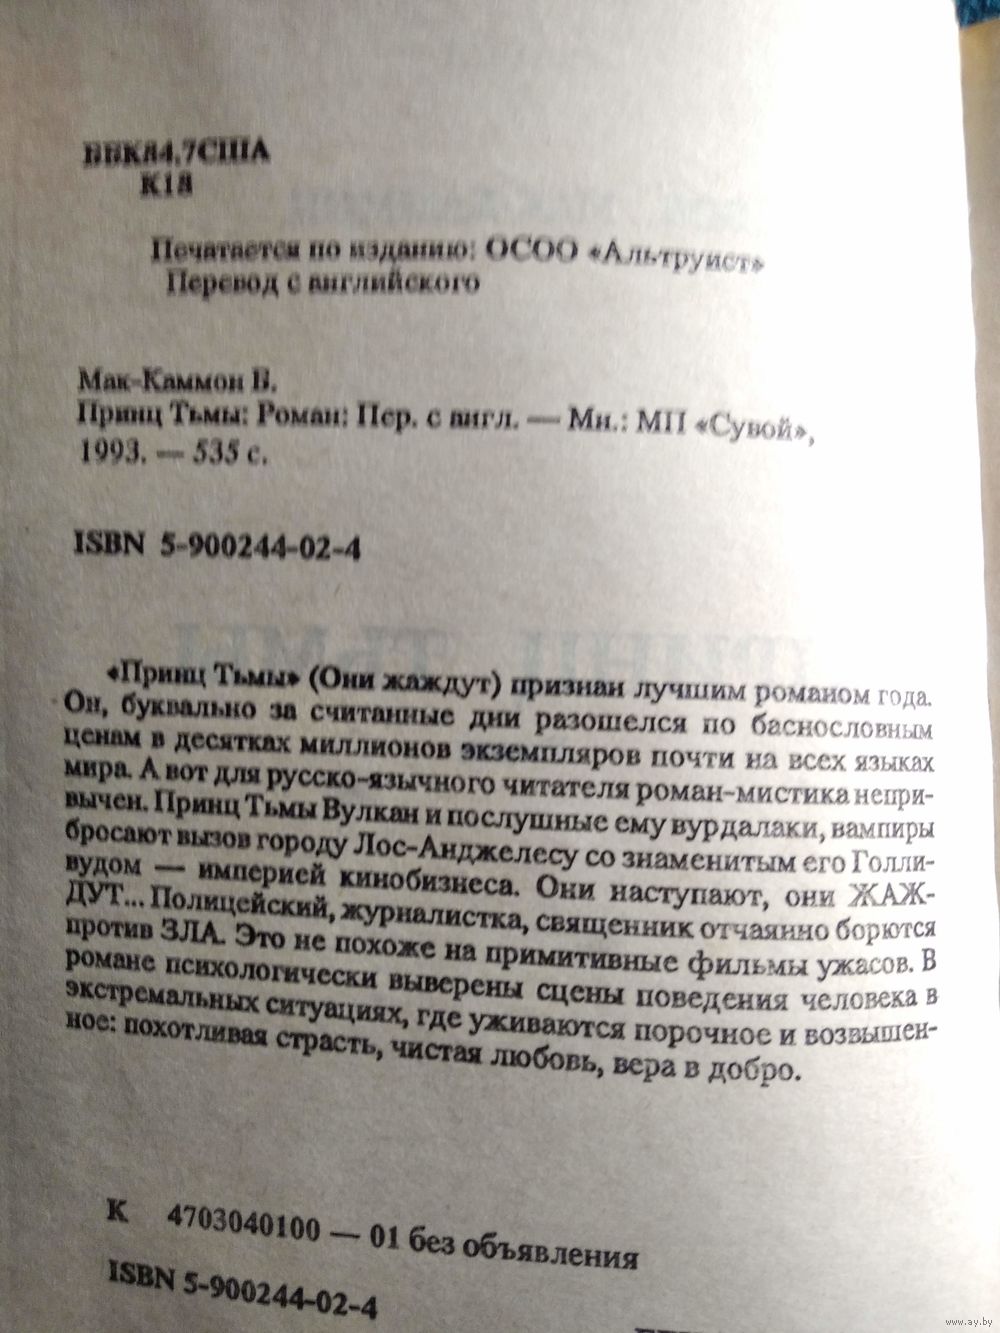 ББК84.7США
К18
Печатается по изданию: ОСОО «Альтруист»
Перевод с английского
Мак-Каммон В.
Принц Тьмы: Роман: Пер. с англ. — Мн.: МП «Сувой»,
1993. — 535 с.
ISBN 5-900244-02-4
«Принц Тьмы» (Они жаждут) признан лучшим романом года.
Он, буквально за считанные дни разошелся по баснословным
ценам в десятках миллионов экземпляров почти на всех языках
мира. А вот для русско-язычного читателя роман-мистика непри-
вычен. Принц Тьмы Вулкан и послушные ему вурдалаки, вампиры
бросают вызов городу Лос-Анджелесу со знаменитым его Голли-
вудом — империей кинобизнеса. Они наступают, они ЖАЖ-
ДУТ... Полицейский, журналистка, священник отчаянно борются
против ЗЛА. Это не похоже на примитивные фильмы ужасов. В
романе психологически выверены сцены поведения человека в
экстремальных ситуациях, где уживаются порочное и возвышен-
ное: похотливая страсть, чистая любовь, вера в добро.
К 4703040100 — 01 без объявления
ISBN 5-900244-02-4
www.ay.by